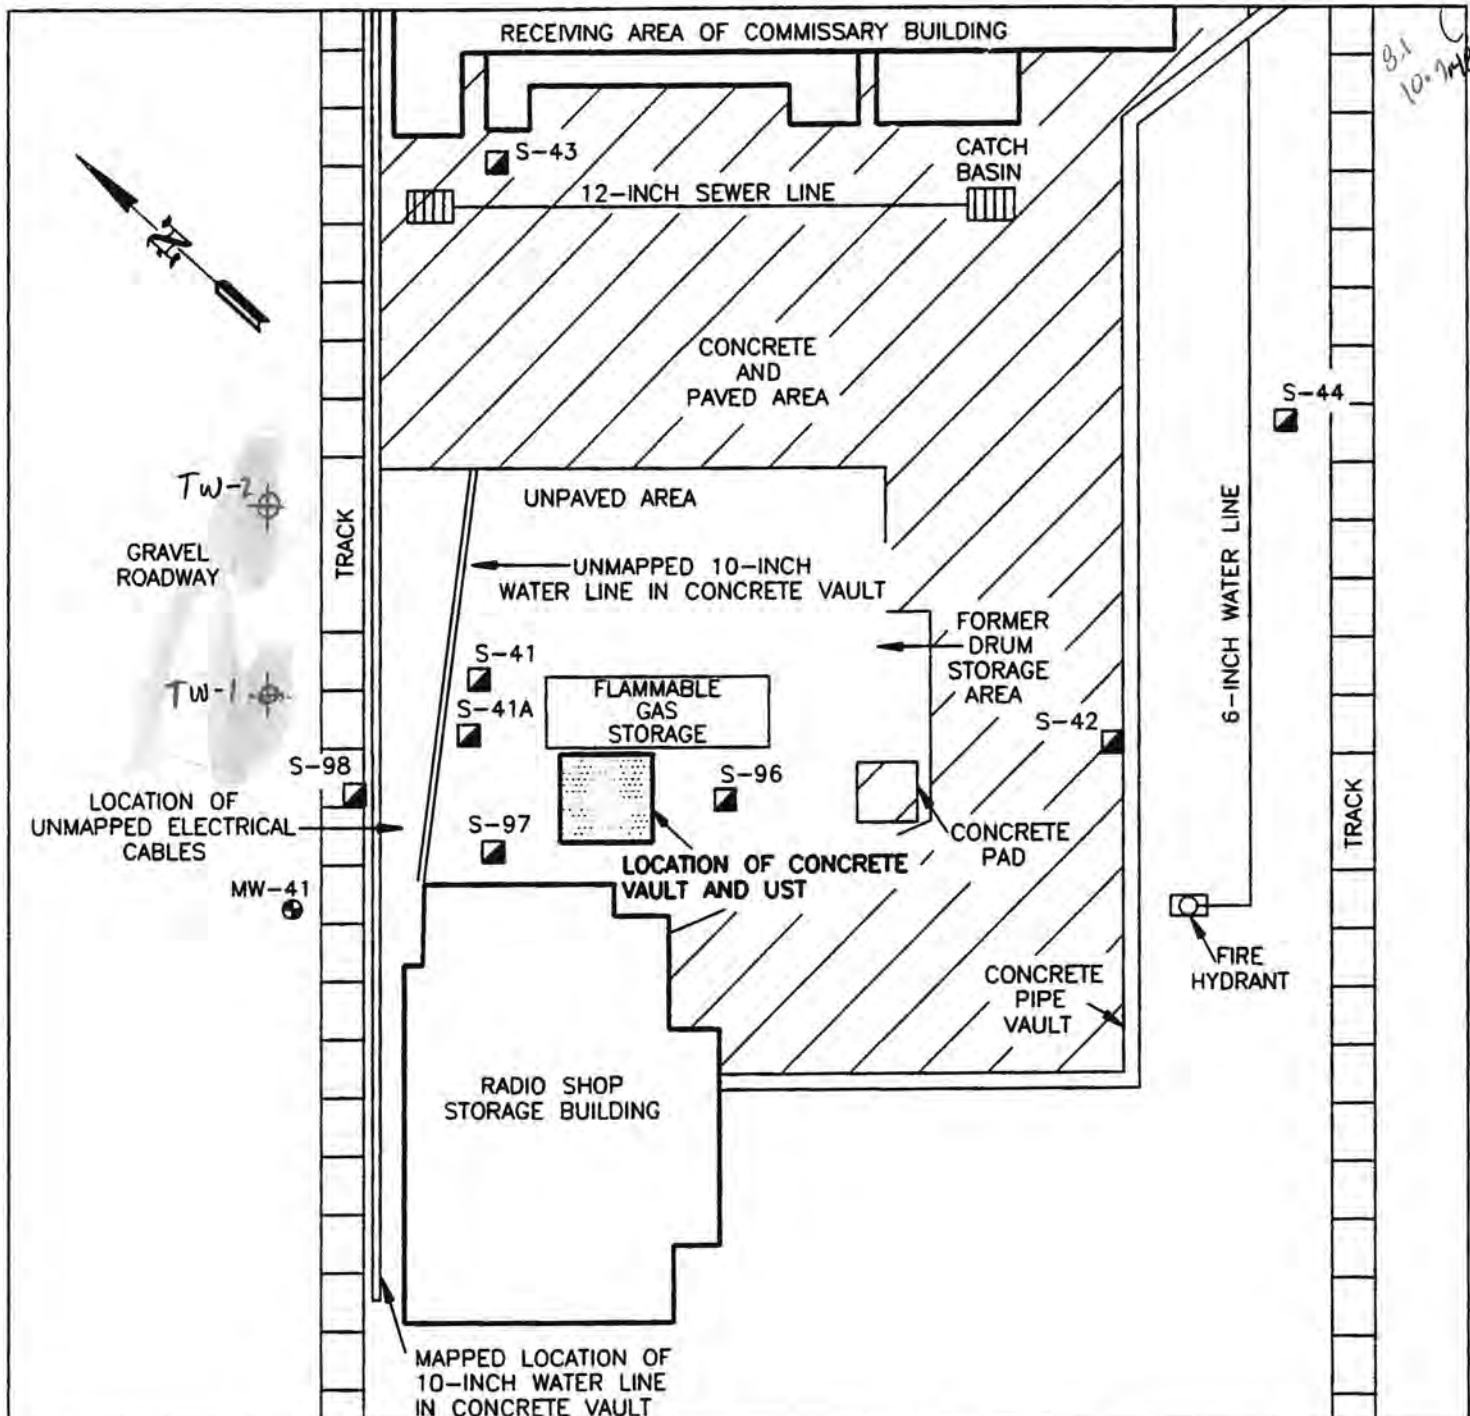 RECEIVING AREA OF COMMISSARY BUILDING
8.1
S-43
CATCH
BASIN
12-INCH SEWER LINE
N
CONCRETE
AND
PAVED AREA
S-44
TW-2
UNPAVED AREA
GRAVEL
ROADWAY
TRACK
UNMAPPED 10-INCH
WATER LINE IN CONCRETE VAULT
6-INCH WATER LINE
FORMER
DRUM
STORAGE
AREA
S-41
TW-1
FLAMMABLE
GAS
STORAGE
S-41A
S-42
S-98
S-96
LOCATION OF
UNMAPPED ELECTRICAL
CABLES
S-97
TRACK
CONCRETE
PAD
LOCATION OF CONCRETE
VAULT AND UST
MW-41
FIRE
HYDRANT
CONCRETE
PIPE
VAULT
RADIO SHOP
STORAGE BUILDING
MAPPED LOCATION OF
10-INCH WATER LINE
IN CONCRETE VAULT